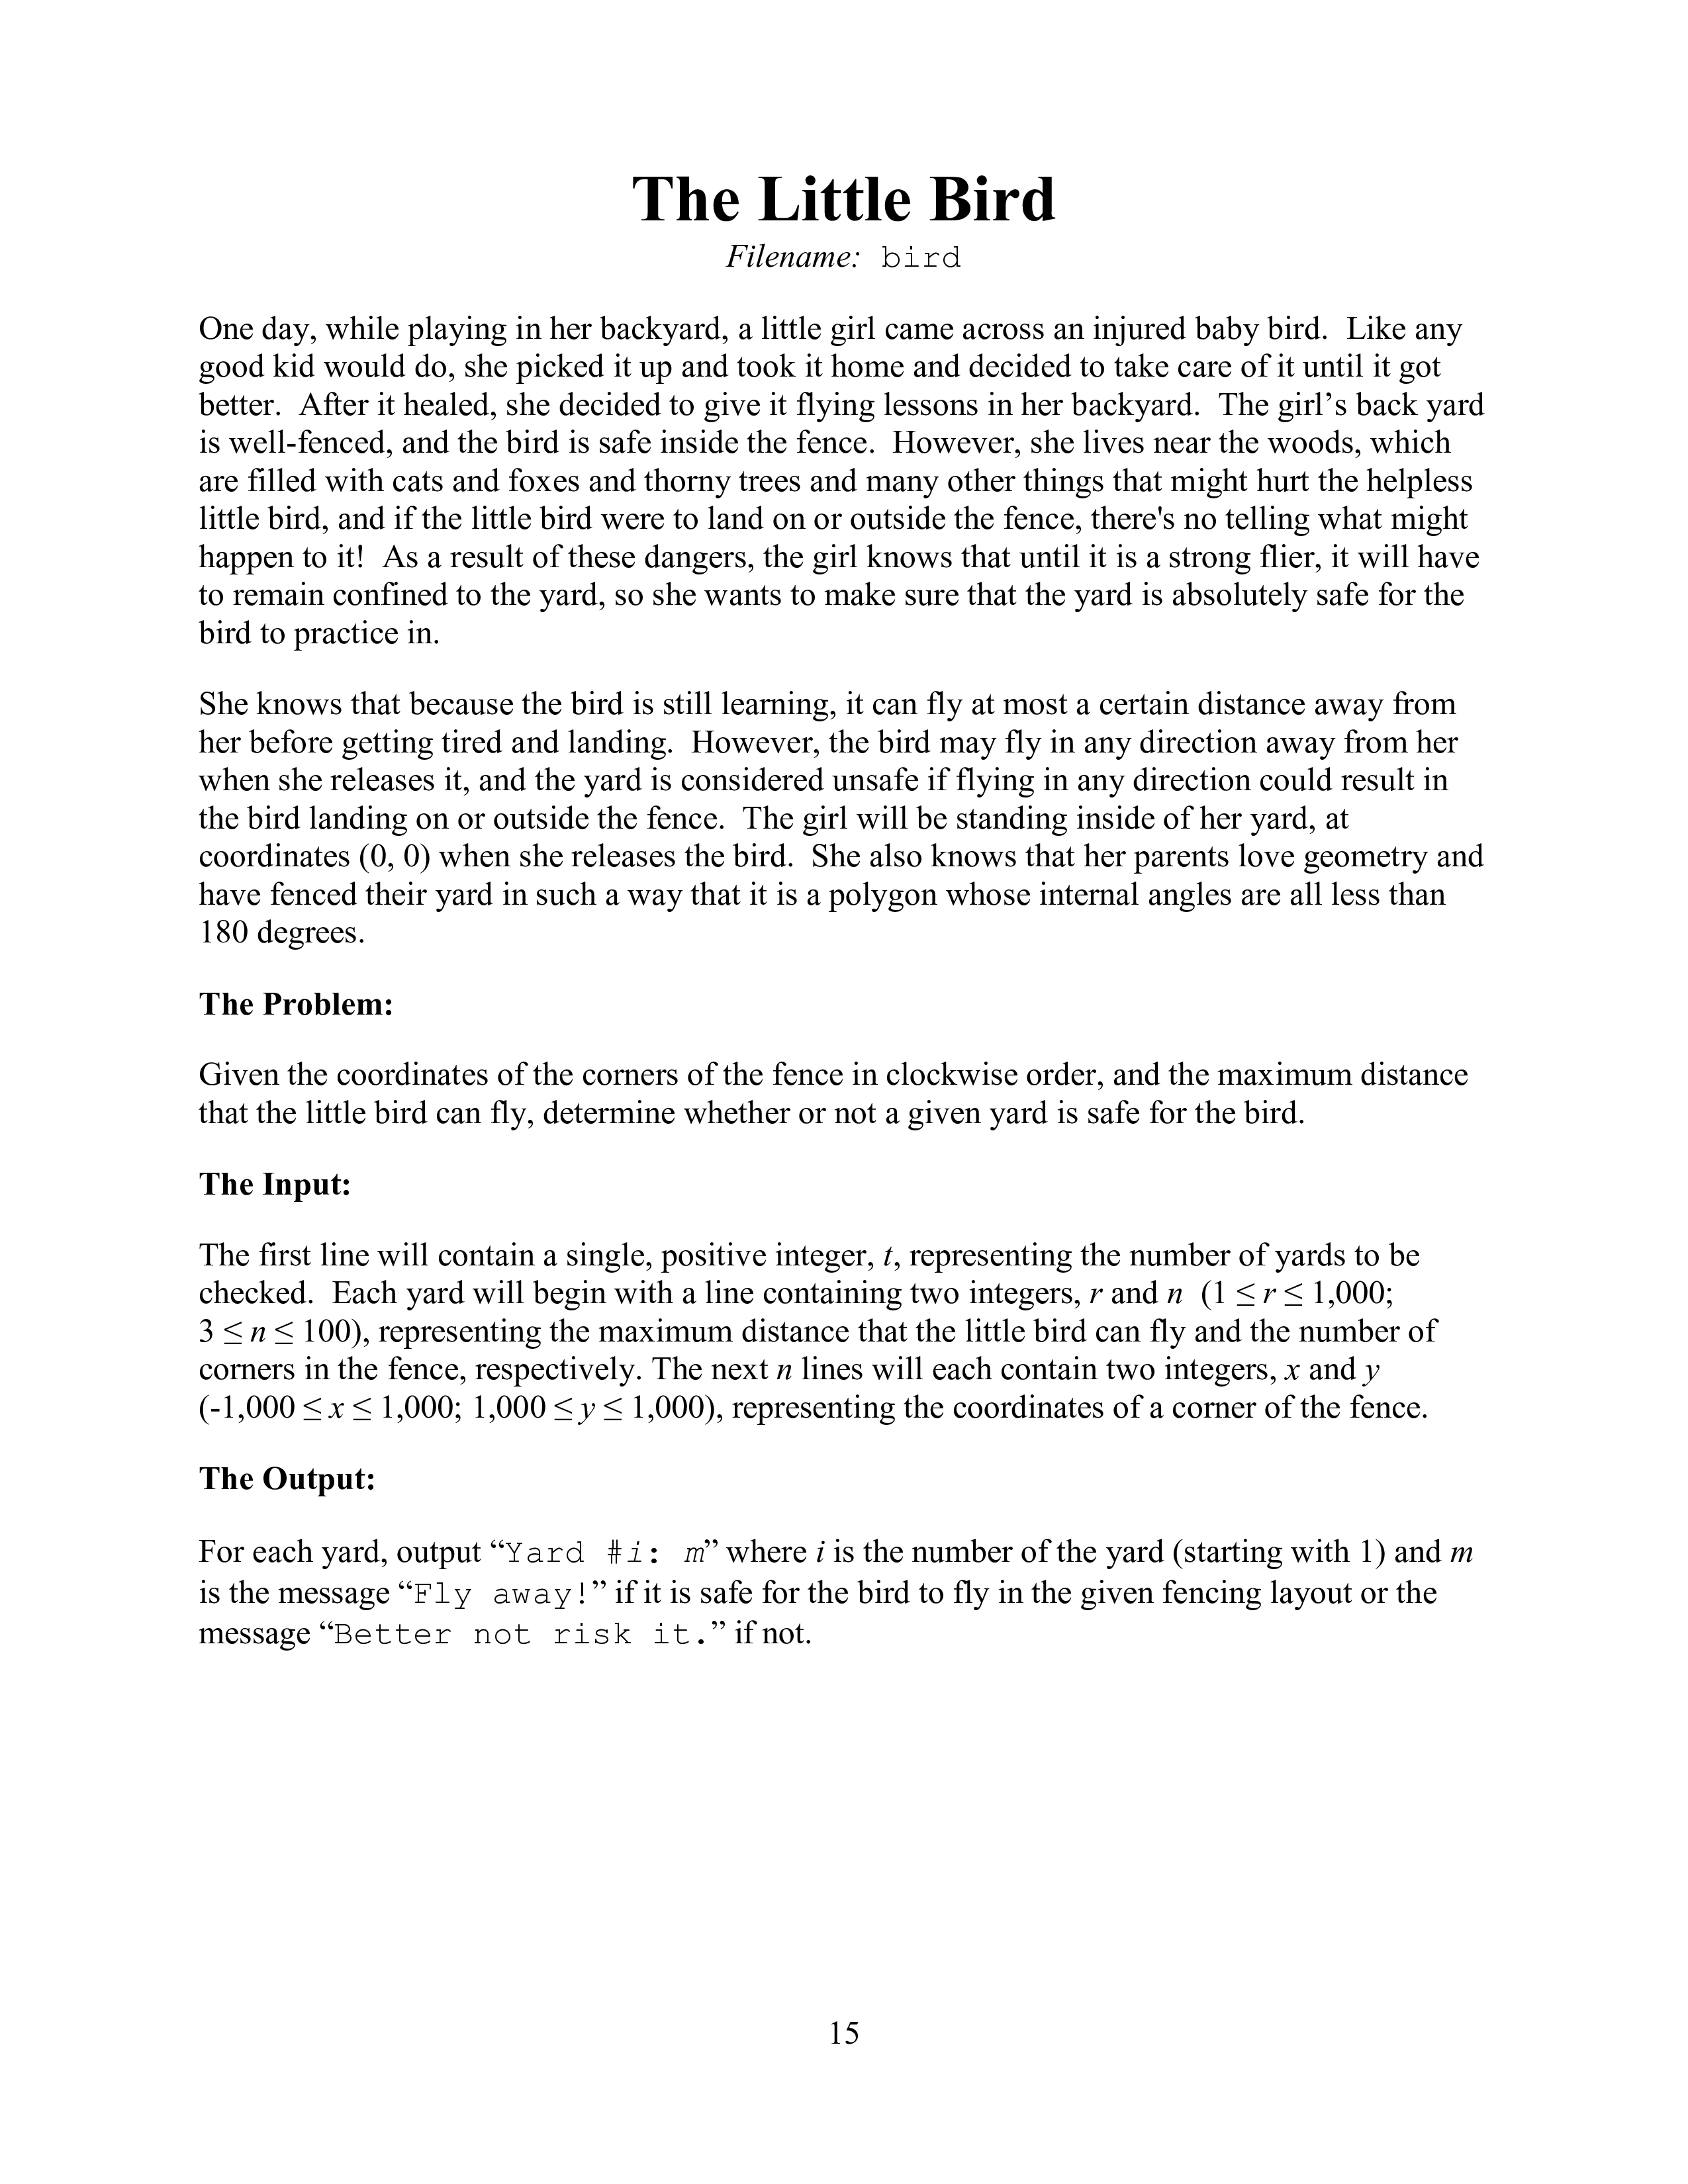 The Little Bird
Filename: bird
One day, while playing in her backyard, a little girl came across an injured baby bird.  Like any
good kid would do, she picked it up and took it home and decided to take care of it until it got
better.  After it healed, she decided to give it flying lessons in her backyard.  The girl’s back yard
is well-fenced, and the bird is safe inside the fence.  However, she lives near the woods, which
are filled with cats and foxes and thorny trees and many other things that might hurt the helpless
little bird, and if the little bird were to land on or outside the fence, there's no telling what might
happen to it!  As a result of these dangers, the girl knows that until it is a strong flier, it will have
to remain confined to the yard, so she wants to make sure that the yard is absolutely safe for the
bird to practice in.
She knows that because the bird is still learning, it can fly at most a certain distance away from
her before getting tired and landing.  However, the bird may fly in any direction away from her
when she releases it, and the yard is considered unsafe if flying in any direction could result in
the bird landing on or outside the fence.  The girl will be standing inside of her yard, at
coordinates (0, 0) when she releases the bird.  She also knows that her parents love geometry and
have fenced their yard in such a way that it is a polygon whose internal angles are all less than
180 degrees.
The Problem:
Given the coordinates of the corners of the fence in clockwise order, and the maximum distance
that the little bird can fly, determine whether or not a given yard is safe for the bird.
The Input:
The first line will contain a single, positive integer, t, representing the number of yards to be
checked.  Each yard will begin with a line containing two integers, r and n  (1 ≤ r ≤ 1,000;
3 ≤ n ≤ 100), representing the maximum distance that the little bird can fly and the number of
corners in the fence, respectively. The next n lines will each contain two integers, x and y
(-1,000 ≤ x ≤ 1,000; 1,000 ≤ y ≤ 1,000), representing the coordinates of a corner of the fence.
The Output:
For each yard, output “Yard #i: m” where i is the number of the yard (starting with 1) and m
is the message “Fly away!” if it is safe for the bird to fly in the given fencing layout or the
message “Better not risk it.” if not.
15